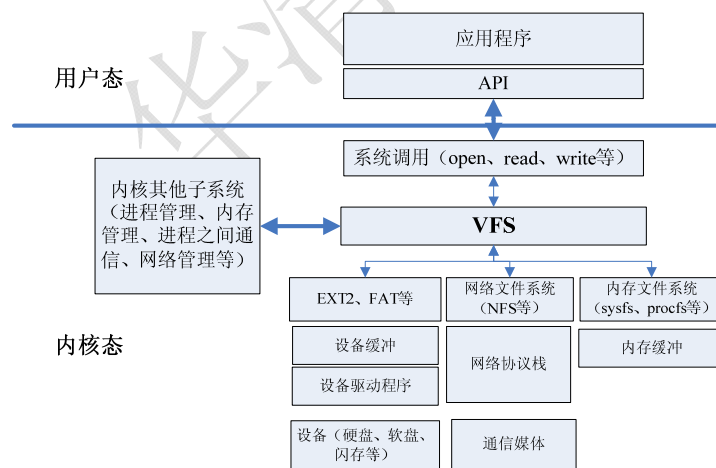 应用程序
用户态
API
系统调用（open、read、write等）
内核其他子系统
（进程管理、内存
管理、进程之间通
信、网络管理等）
VFS
EXT2、FAT等
网络文件系统
（NFS等）
内存文件系统
（sysfs、procfs等）
内核态
设备缓冲
网络协议栈
内存缓冲
设备驱动程序
设备（硬盘、软盘、
闪存等）
通信媒体
华清